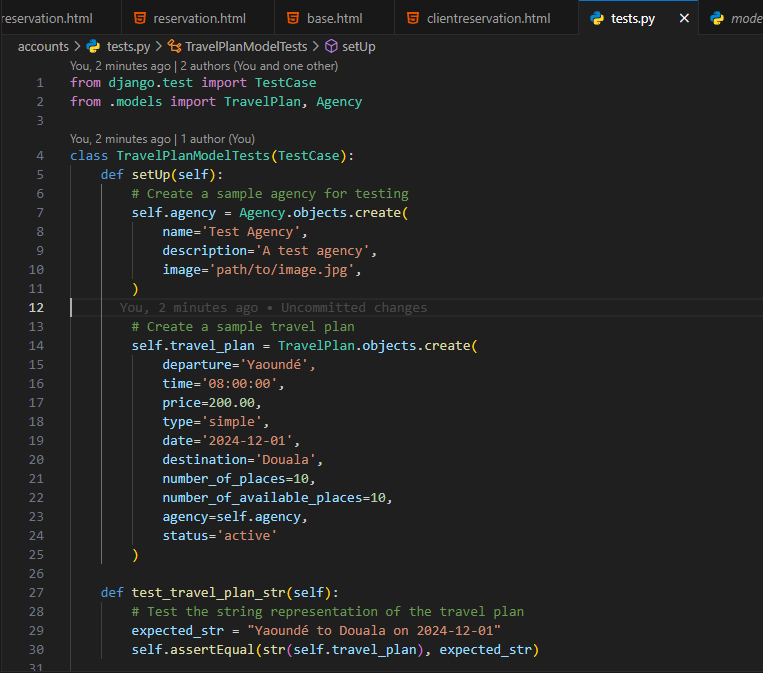 reservation.html
reservation.html
base.html
clientreservation.html
tests.py
accounts > tests.py > TravelPlanModelTests > setUp
You, 2 minutes ago | 2 authors (You and one other)
1 from django.test import TestCase
2 from .models import TravelPlan, Agency
3
You, 2 minutes ago | 1 author (You)
4 class TravelPlanModelTests(TestCase):
5     def setUp(self):
6         # Create a sample agency for testing
7         self.agency = Agency.objects.create(
8             name='Test Agency',
9             description='A test agency',
10             image='path/to/image.jpg',
11         )
12 You, 2 minutes ago • Uncommitted changes
13         # Create a sample travel plan
14         self.travel_plan = TravelPlan.objects.create(
15             departure='Yaoundé',
16             time='08:00:00',
17             price=200.00,
18             type='simple',
19             date='2024-12-01',
20             destination='Douala',
21             number_of_places=10,
22             number_of_available_places=10,
23             agency=self.agency,
24             status='active'
25         )
26
27     def test_travel_plan_str(self):
28         # Test the string representation of the travel plan
29         expected_str = "Yaoundé to Douala on 2024-12-01"
30         self.assertEqual(str(self.travel_plan), expected_str)
31